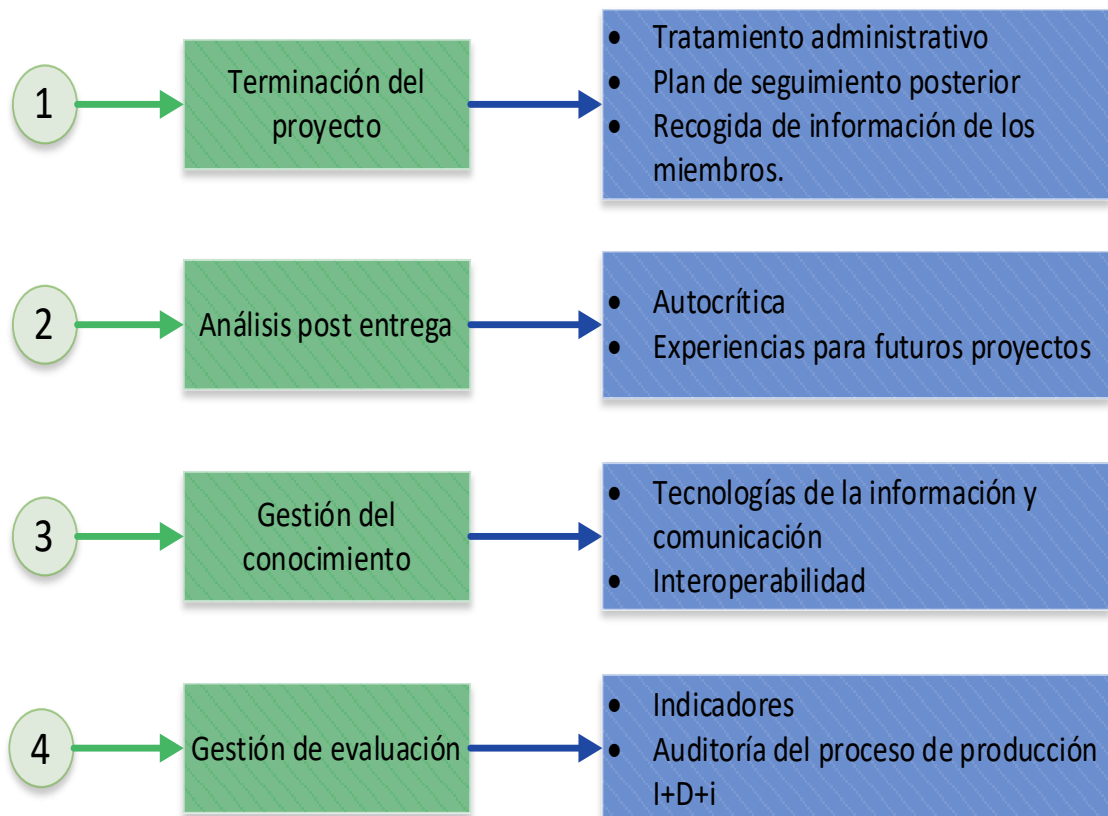 1
Terminación del
proyecto
• Tratamiento administrativo
• Plan de seguimiento posterior
• Recogida de información de los
miembros.
2
Análisis post entrega
• Autocrítica
• Experiencias para futuros proyectos
3
Gestión del
conocimiento
• Tecnologías de la información y
comunicación
• Interoperabilidad
4
Gestión de evaluación
• Indicadores
• Auditoría del proceso de producción
I+D+i